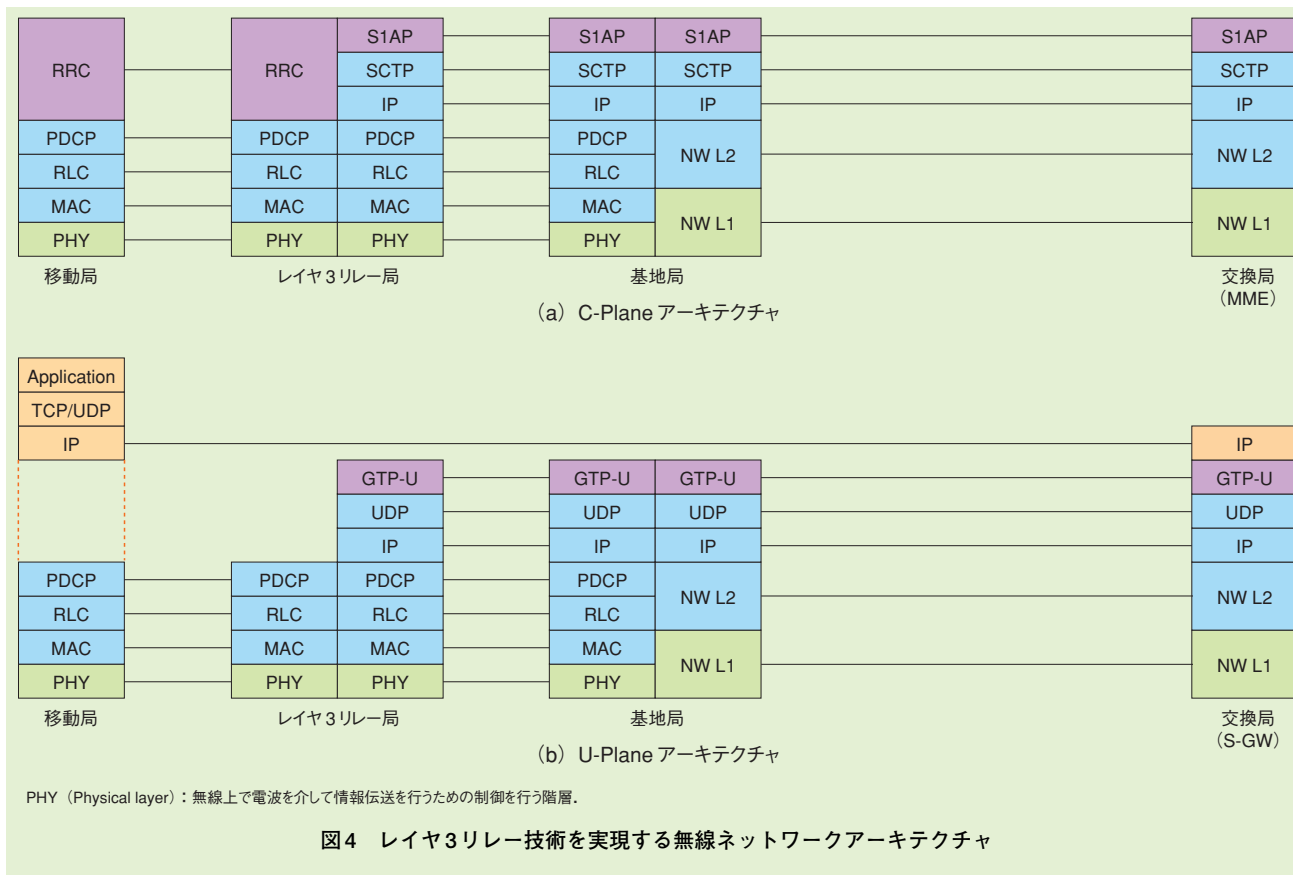 S1AP S1AP S1AP S1AP
RRC RRC SCTP SCTP SCTP SCTP
IP IP IP IP
PDCP PDCP PDCP PDCP
NW L2 NW L2
RLC RLC RLC RLC
MAC MAC MAC MAC
NW L1 NW L1
PHY PHY PHY PHY
移動局 レイヤ3リレー局 基地局 交換局
(MME)
(a) C-Plane アーキテクチャ
Application
TCP/UDP
IP IP
GTP-U GTP-U GTP-U GTP-U
UDP UDP UDP UDP
IP IP IP IP
PDCP PDCP PDCP PDCP
NW L2 NW L2
RLC RLC RLC RLC
MAC MAC MAC MAC
NW L1 NW L1
PHY PHY PHY PHY
移動局 レイヤ3リレー局 基地局 交換局
(S-GW)
(b) U-Plane アーキテクチャ
PHY(Physical layer):無線上で電波を介して情報伝送を行うための制御を行う階層.
図4 レイヤ3リレー技術を実現する無線ネットワークアーキテクチャ